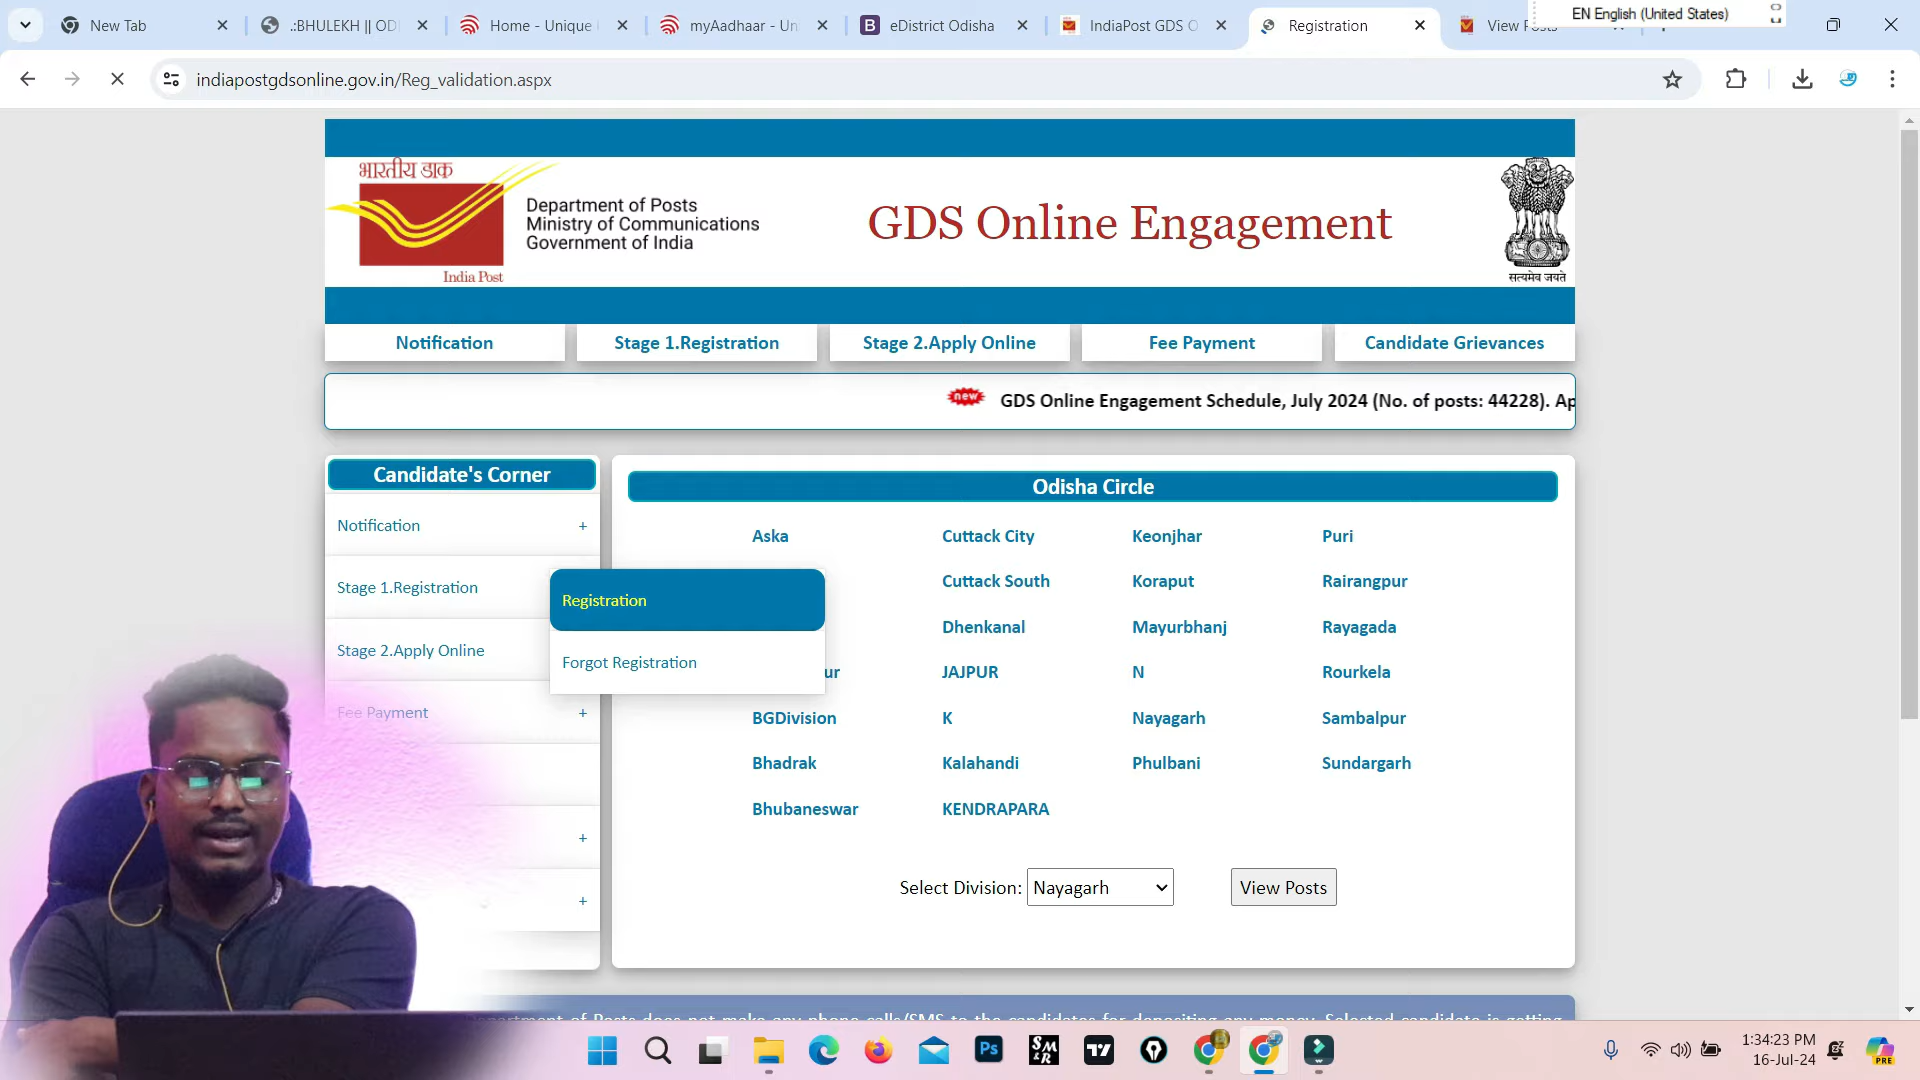 New Tab
.:BHULEKH || OD
Home - Unique
myAadhaar - Un
eDistrict Odisha
IndiaPost GDS O
Registration
View Posts
EN English (United States)
indiapostgdsonline.gov.in/Reg_validation.aspx
भारतीय डाक
India Post
Department of Posts
Ministry of Communications
Government of India
GDS Online Engagement
सत्यमेव जयते
Notification
Stage 1.Registration
Stage 2.Apply Online
Fee Payment
Candidate Grievances
new
GDS Online Engagement Schedule, July 2024 (No. of posts: 44228). Ap
Candidate's Corner
Notification +
Stage 1.Registration
Stage 2.Apply Online
Fee Payment +
+
+
Registration
Forgot Registration
Odisha Circle
Aska
Cuttack City
Keonjhar
Puri
Cuttack South
Koraput
Rairangpur
Dhenkanal
Mayurbhanj
Rayagada
ur
JAJPUR
N
Rourkela
BGDivision
K
Nayagarh
Sambalpur
Bhadrak
Kalahandi
Phulbani
Sundargarh
Bhubaneswar
KENDRAPARA
Select Division: Nayagarh
View Posts
Department of Posts does not make any phone calls/SMS to the candidates for depositing any money. Selected candidate is getting
Ps
SM
&R
PRE
1:34:23 PM
16-Jul-24